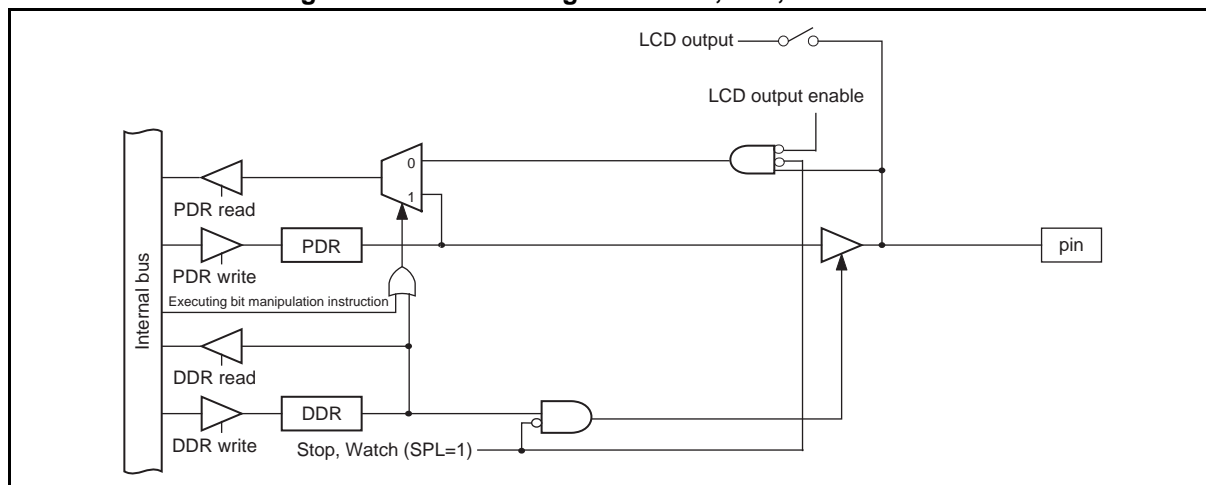 LCD output
LCD output enable
0
1
PDR read
PDR
pin
PDR write
Executing bit manipulation instruction
Internal bus
DDR read
DDR
DDR write
Stop, Watch (SPL=1)